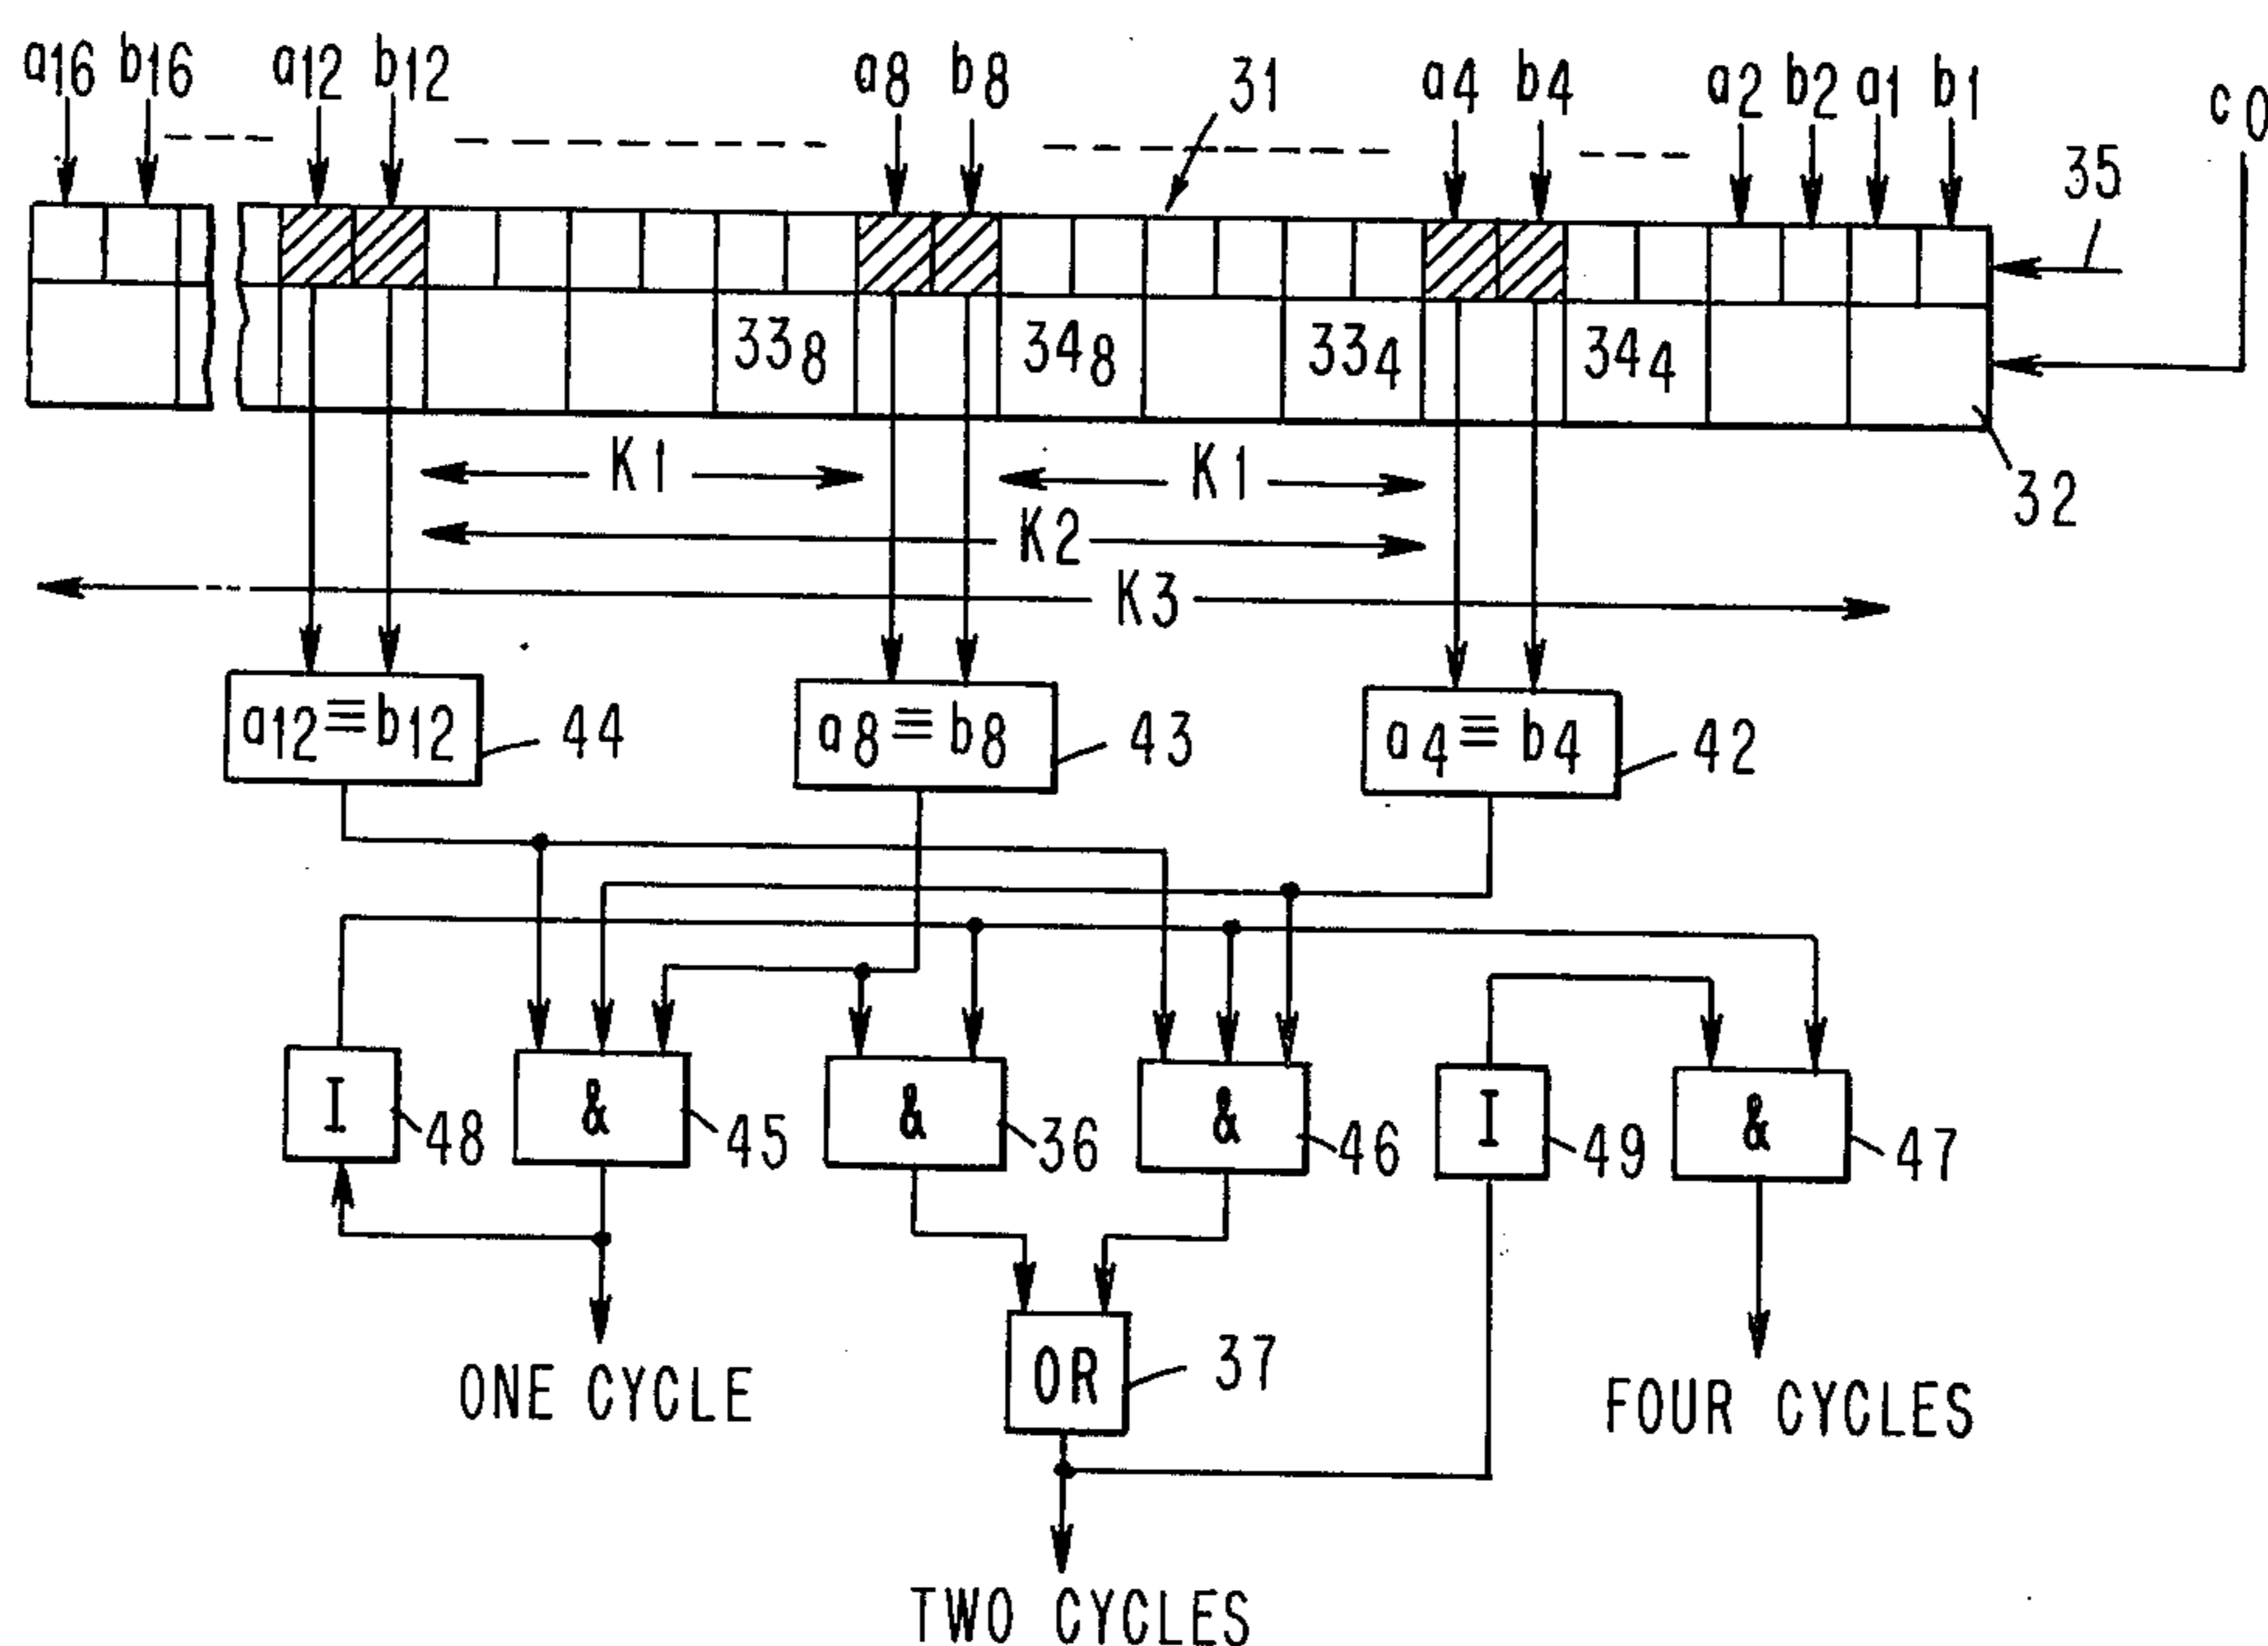 a16 b16 a12 b12 a8 b8 31 a4 b4 a2 b2 a1 b1 c0
35
338 348 334 344
K1 K1 32
K2
K3
a12≡b12 44 a8≡b8 43 a4≡b4 42
I 48 & 45 & 36 & 46 I 49 & 47
ONE CYCLE OR 37 FOUR CYCLES
TWO CYCLES